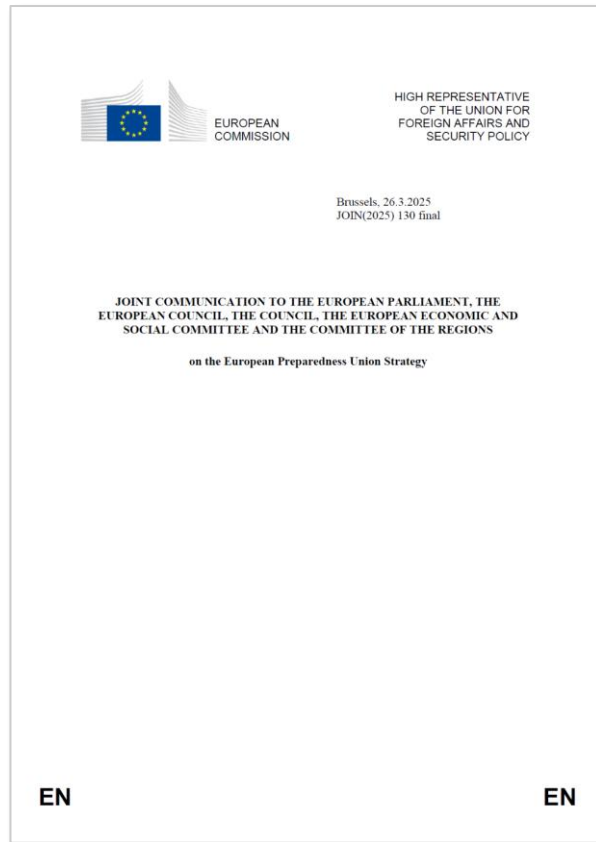 EUROPEAN
COMMISSION
HIGH REPRESENTATIVE
OF THE UNION FOR
FOREIGN AFFAIRS AND
SECURITY POLICY
Brussels, 26.3.2025
JOIN(2025) 130 final
JOINT COMMUNICATION TO THE EUROPEAN PARLIAMENT, THE
EUROPEAN COUNCIL, THE COUNCIL, THE EUROPEAN ECONOMIC AND
SOCIAL COMMITTEE AND THE COMMITTEE OF THE REGIONS
on the European Preparedness Union Strategy
EN
EN